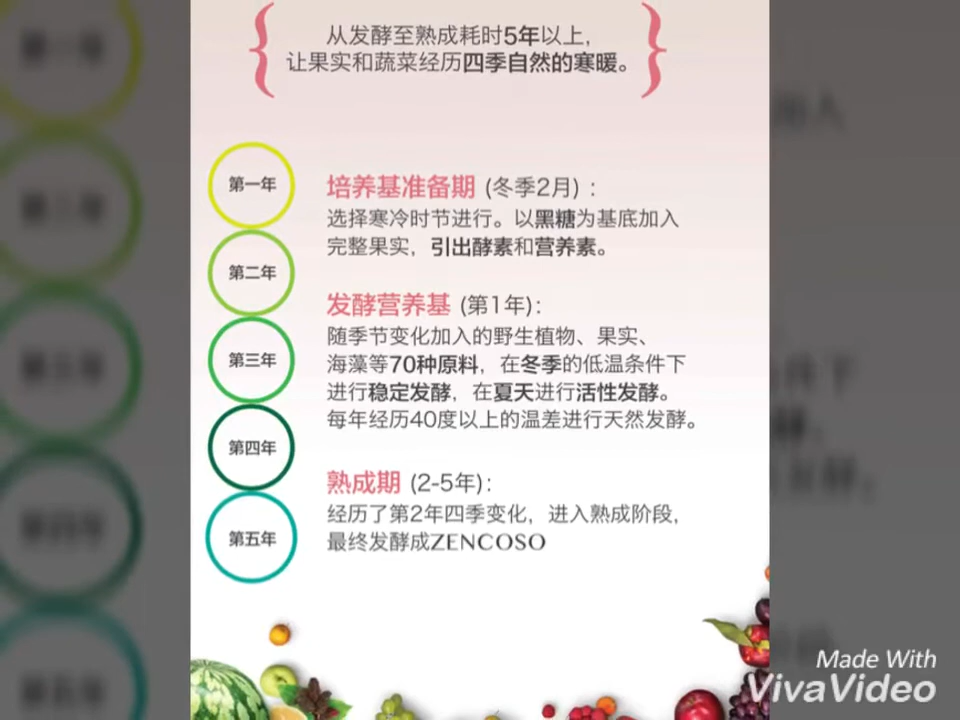 从发酵至熟成耗时5年以上，
让果实和蔬菜经历四季自然的寒暖。
第一年
培养基准备期 (冬季2月)：
选择寒冷时节进行。以黑糖为基底加入
完整果实，引出酵素和营养素。
第二年
发酵营养基 (第1年)：
随季节变化加入的野生植物、果实、
第三年
海藻等70种原料，在冬季的低温条件下
进行稳定发酵，在夏天进行活性发酵。
每年经历40度以上的温差进行天然发酵。
第四年
熟成期 (2-5年)：
经历了第2年四季变化，进入熟成阶段，
第五年
最终发酵成ZENCOSO
Made With
VivaVideo